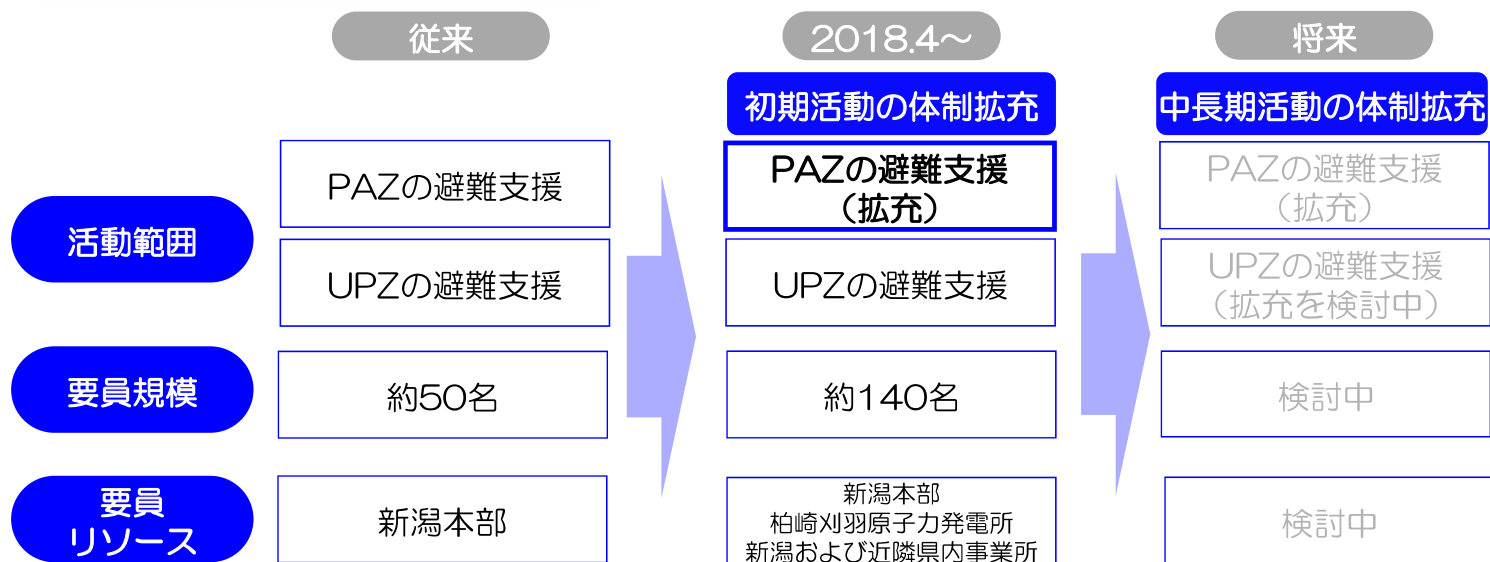 従来
2018.4～
将来
初期活動の体制拡充
中長期活動の体制拡充
活動範囲
PAZの避難支援
PAZの避難支援
（拡充）
PAZの避難支援
（拡充）
UPZの避難支援
UPZの避難支援
UPZの避難支援
（拡充を検討中）
要員規模
約50名
約140名
検討中
要員
リソース
新潟本部
新潟本部
柏崎刈羽原子力発電所
新潟および近隣県内事業所
検討中